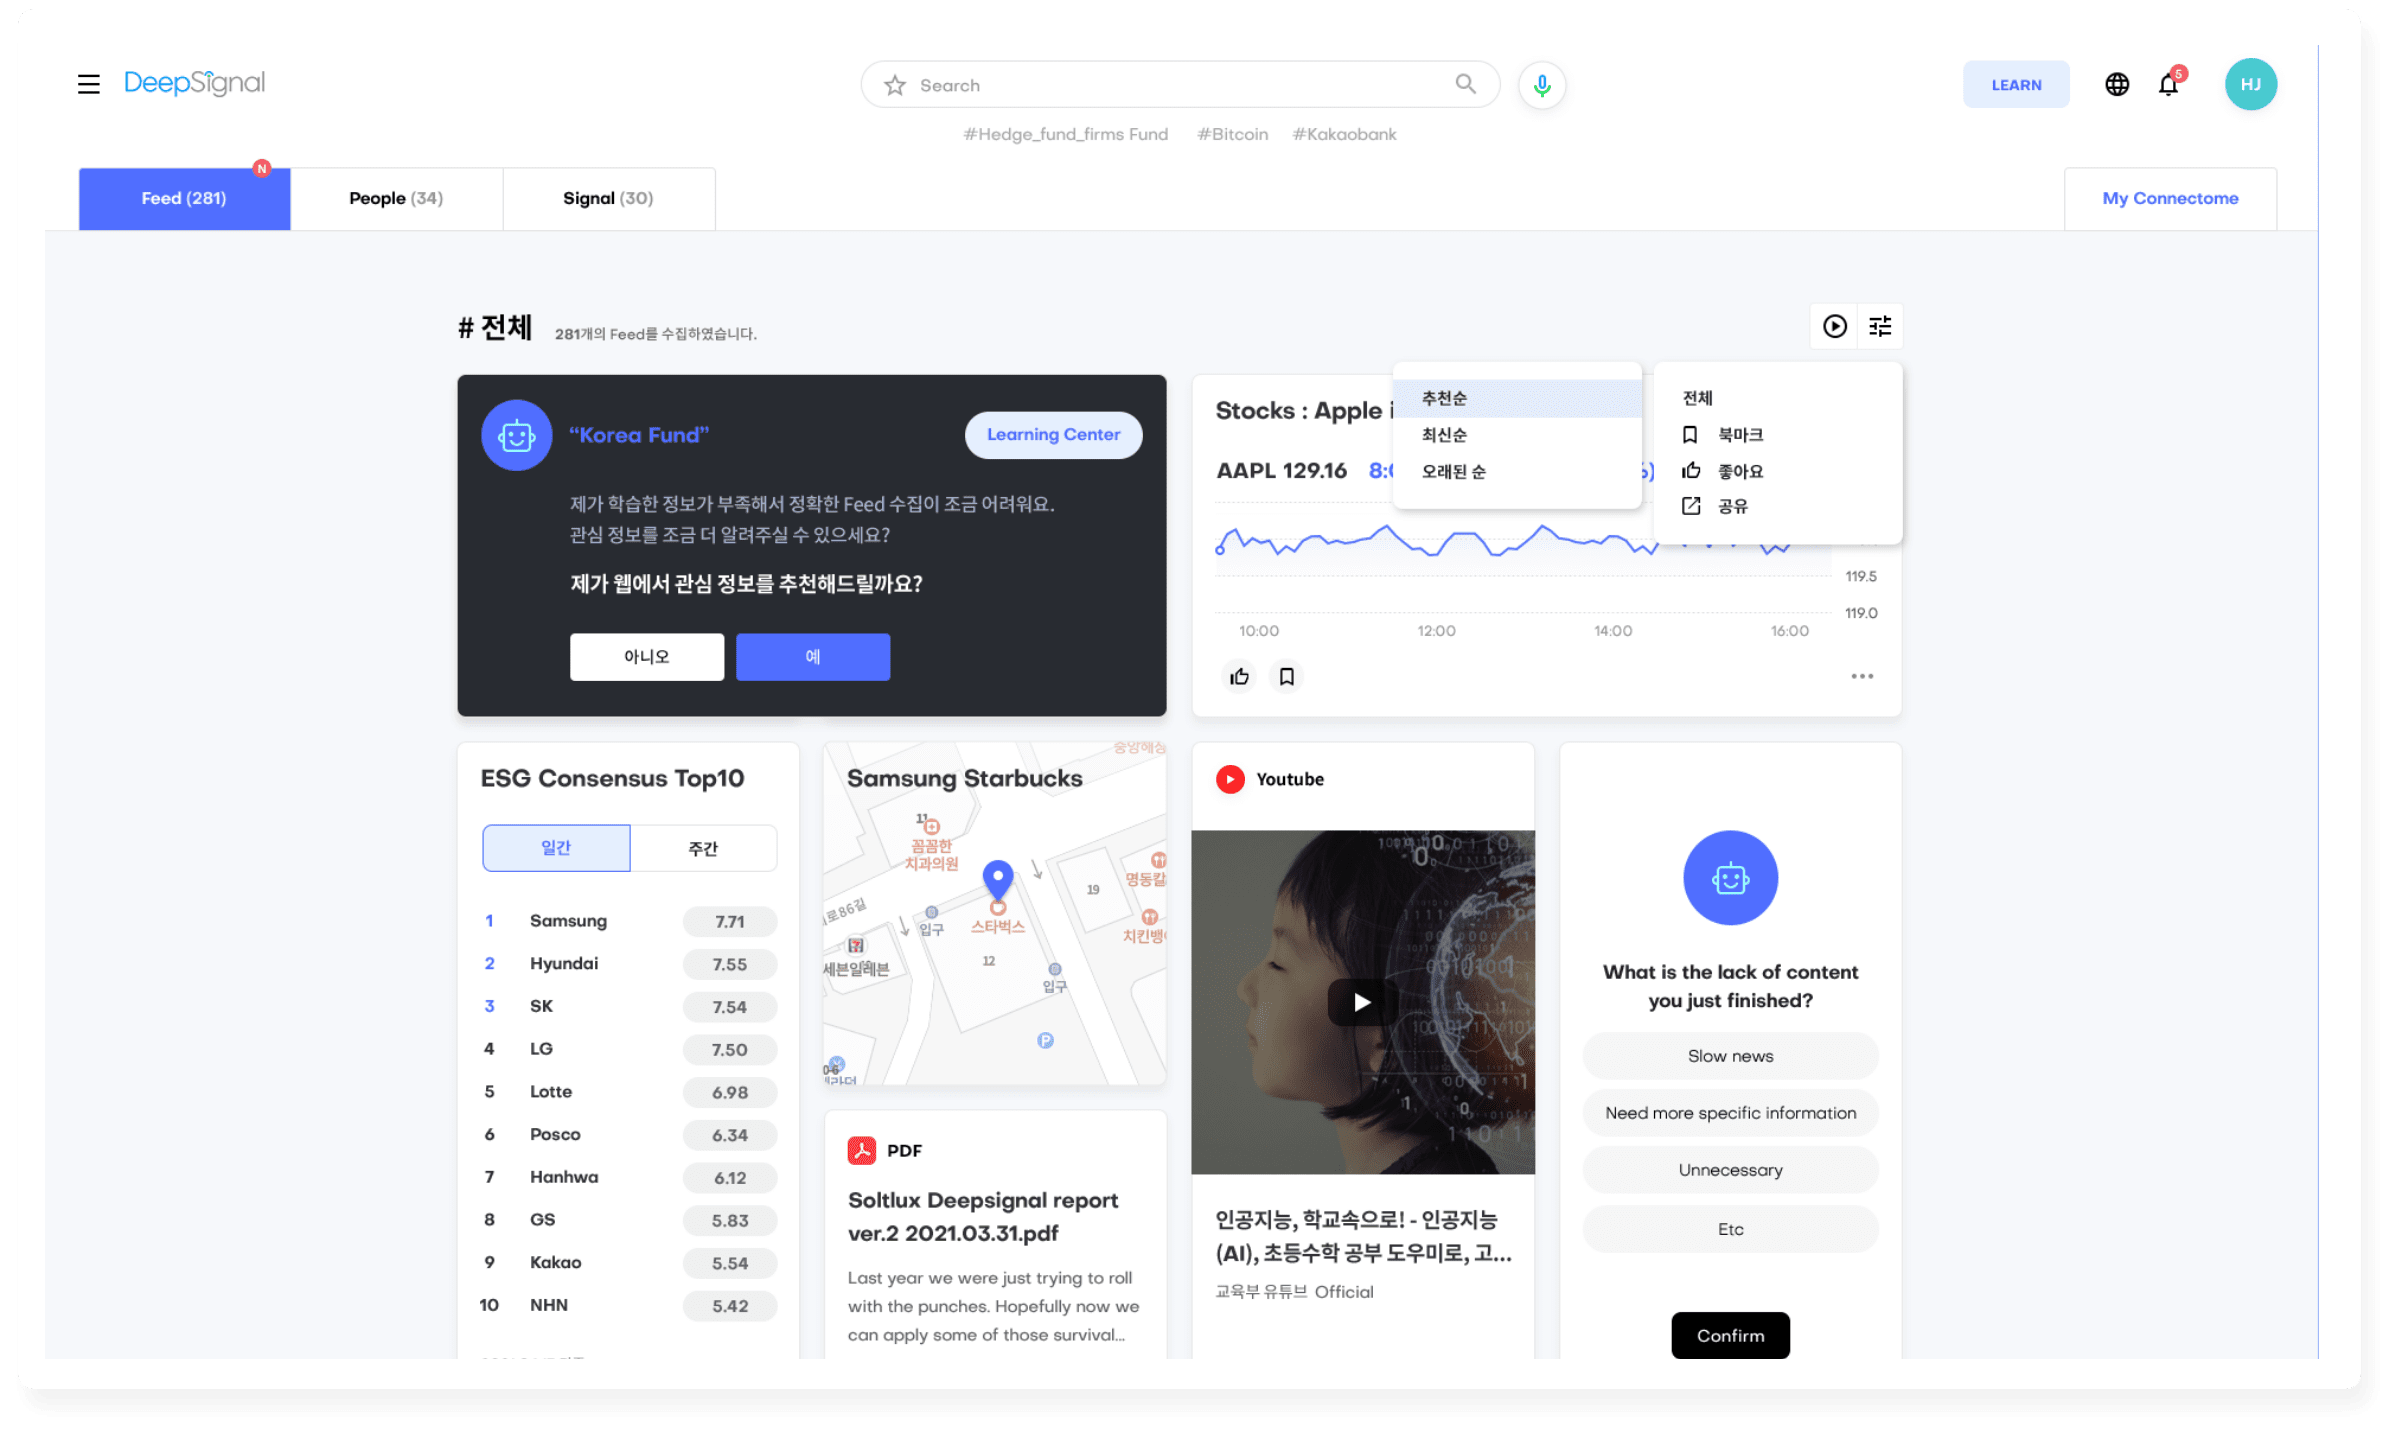 DeepSignal
Search
LEARN
5
HJ
#Hedge_fund_firms Fund #Bitcoin #Kakaobank
N
Feed (281)
People (34)
Signal (30)
My Connectome
# 전체 281개의 Feed를 수집하였습니다.
“Korea Fund”
Learning Center
제가 학습한 정보가 부족해서 정확한 Feed 수집이 조금 어려워요.
관심 정보를 조금 더 알려주실 수 있으세요?
제가 웹에서 관심 정보를 추천해드릴까요?
아니오
예
Stocks : Apple
AAPL 129.16
추천순
최신순
오래된 순
전체
북마크
좋아요
공유
119.5
119.0
10:00 12:00 14:00 16:00
ESG Consensus Top10
일간 주간
1 Samsung 7.71
2 Hyundai 7.55
3 SK 7.54
4 LG 7.50
5 Lotte 6.98
6 Posco 6.34
7 Hanhwa 6.12
8 GS 5.83
9 Kakao 5.54
10 NHN 5.42
Samsung Starbucks
11
꼼꼼한
치과의원
19
입구
스타벅스
12
세븐일레븐
입구
P
PDF
Soltlux Deepsignal report
ver.2 2021.03.31.pdf
Last year we were just trying to roll
with the punches. Hopefully now we
can apply some of those survival...
Youtube
인공지능, 학교속으로! - 인공지능
(AI), 초등수학 공부 도우미로, 고...
교육부 유튜브 Official
What is the lack of content
you just finished?
Slow news
Need more specific information
Unnecessary
Etc
Confirm